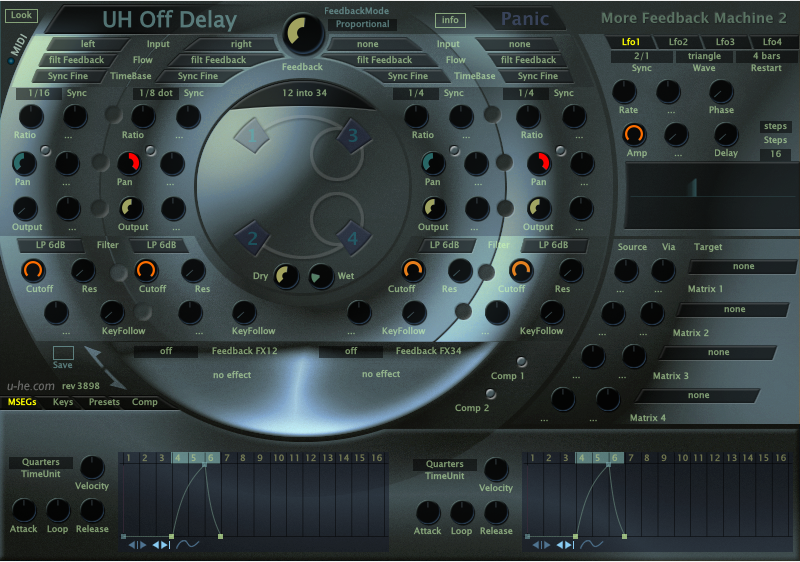 Look UH Off Delay FeedbackMode Proportional info Panic More Feedback Machine 2
MIDI
left Input right Feedback none Input none Lfo1 Lfo2 Lfo3 Lfo4
filt Feedback Flow filt Feedback filt Feedback Flow filt Feedback 2/1 triangle 4 bars
Sync Fine TimeBase Sync Fine Sync Fine TimeBase Sync Fine Sync Wave Restart
1/16 Sync 1/8 dot Sync 12 into 34 1/4 Sync 1/4 Sync
Ratio Ratio 1 3 Ratio Ratio Rate ... Phase
steps
Steps
16
Amp ... Delay
Pan ... Pan ... Pan ... Pan ...
Output ... Output ... 2 4 Output ... Output ...
LP 6dB Filter LP 6dB LP 6dB Filter LP 6dB Source Via Target
Dry Wet none
Cutoff Res Cutoff Res Cutoff Res Cutoff Res ... ... Matrix 1
none
... KeyFollow ... KeyFollow ... KeyFollow ... KeyFollow ... ... Matrix 2
off Feedback FX12 off Feedback FX34 none
Save no effect no effect Comp 1 ... ... Matrix 3
u-he.com rev 3898 none
MSEGs Keys Presets Comp Comp 2 ... ... Matrix 4
Quarters 1 2 3 4 5 6 7 8 9 10 11 12 13 14 15 16 Quarters 1 2 3 4 5 6 7 8 9 10 11 12 13 14 15 16
TimeUnit TimeUnit
Velocity Velocity
Attack Loop Release Attack Loop Release